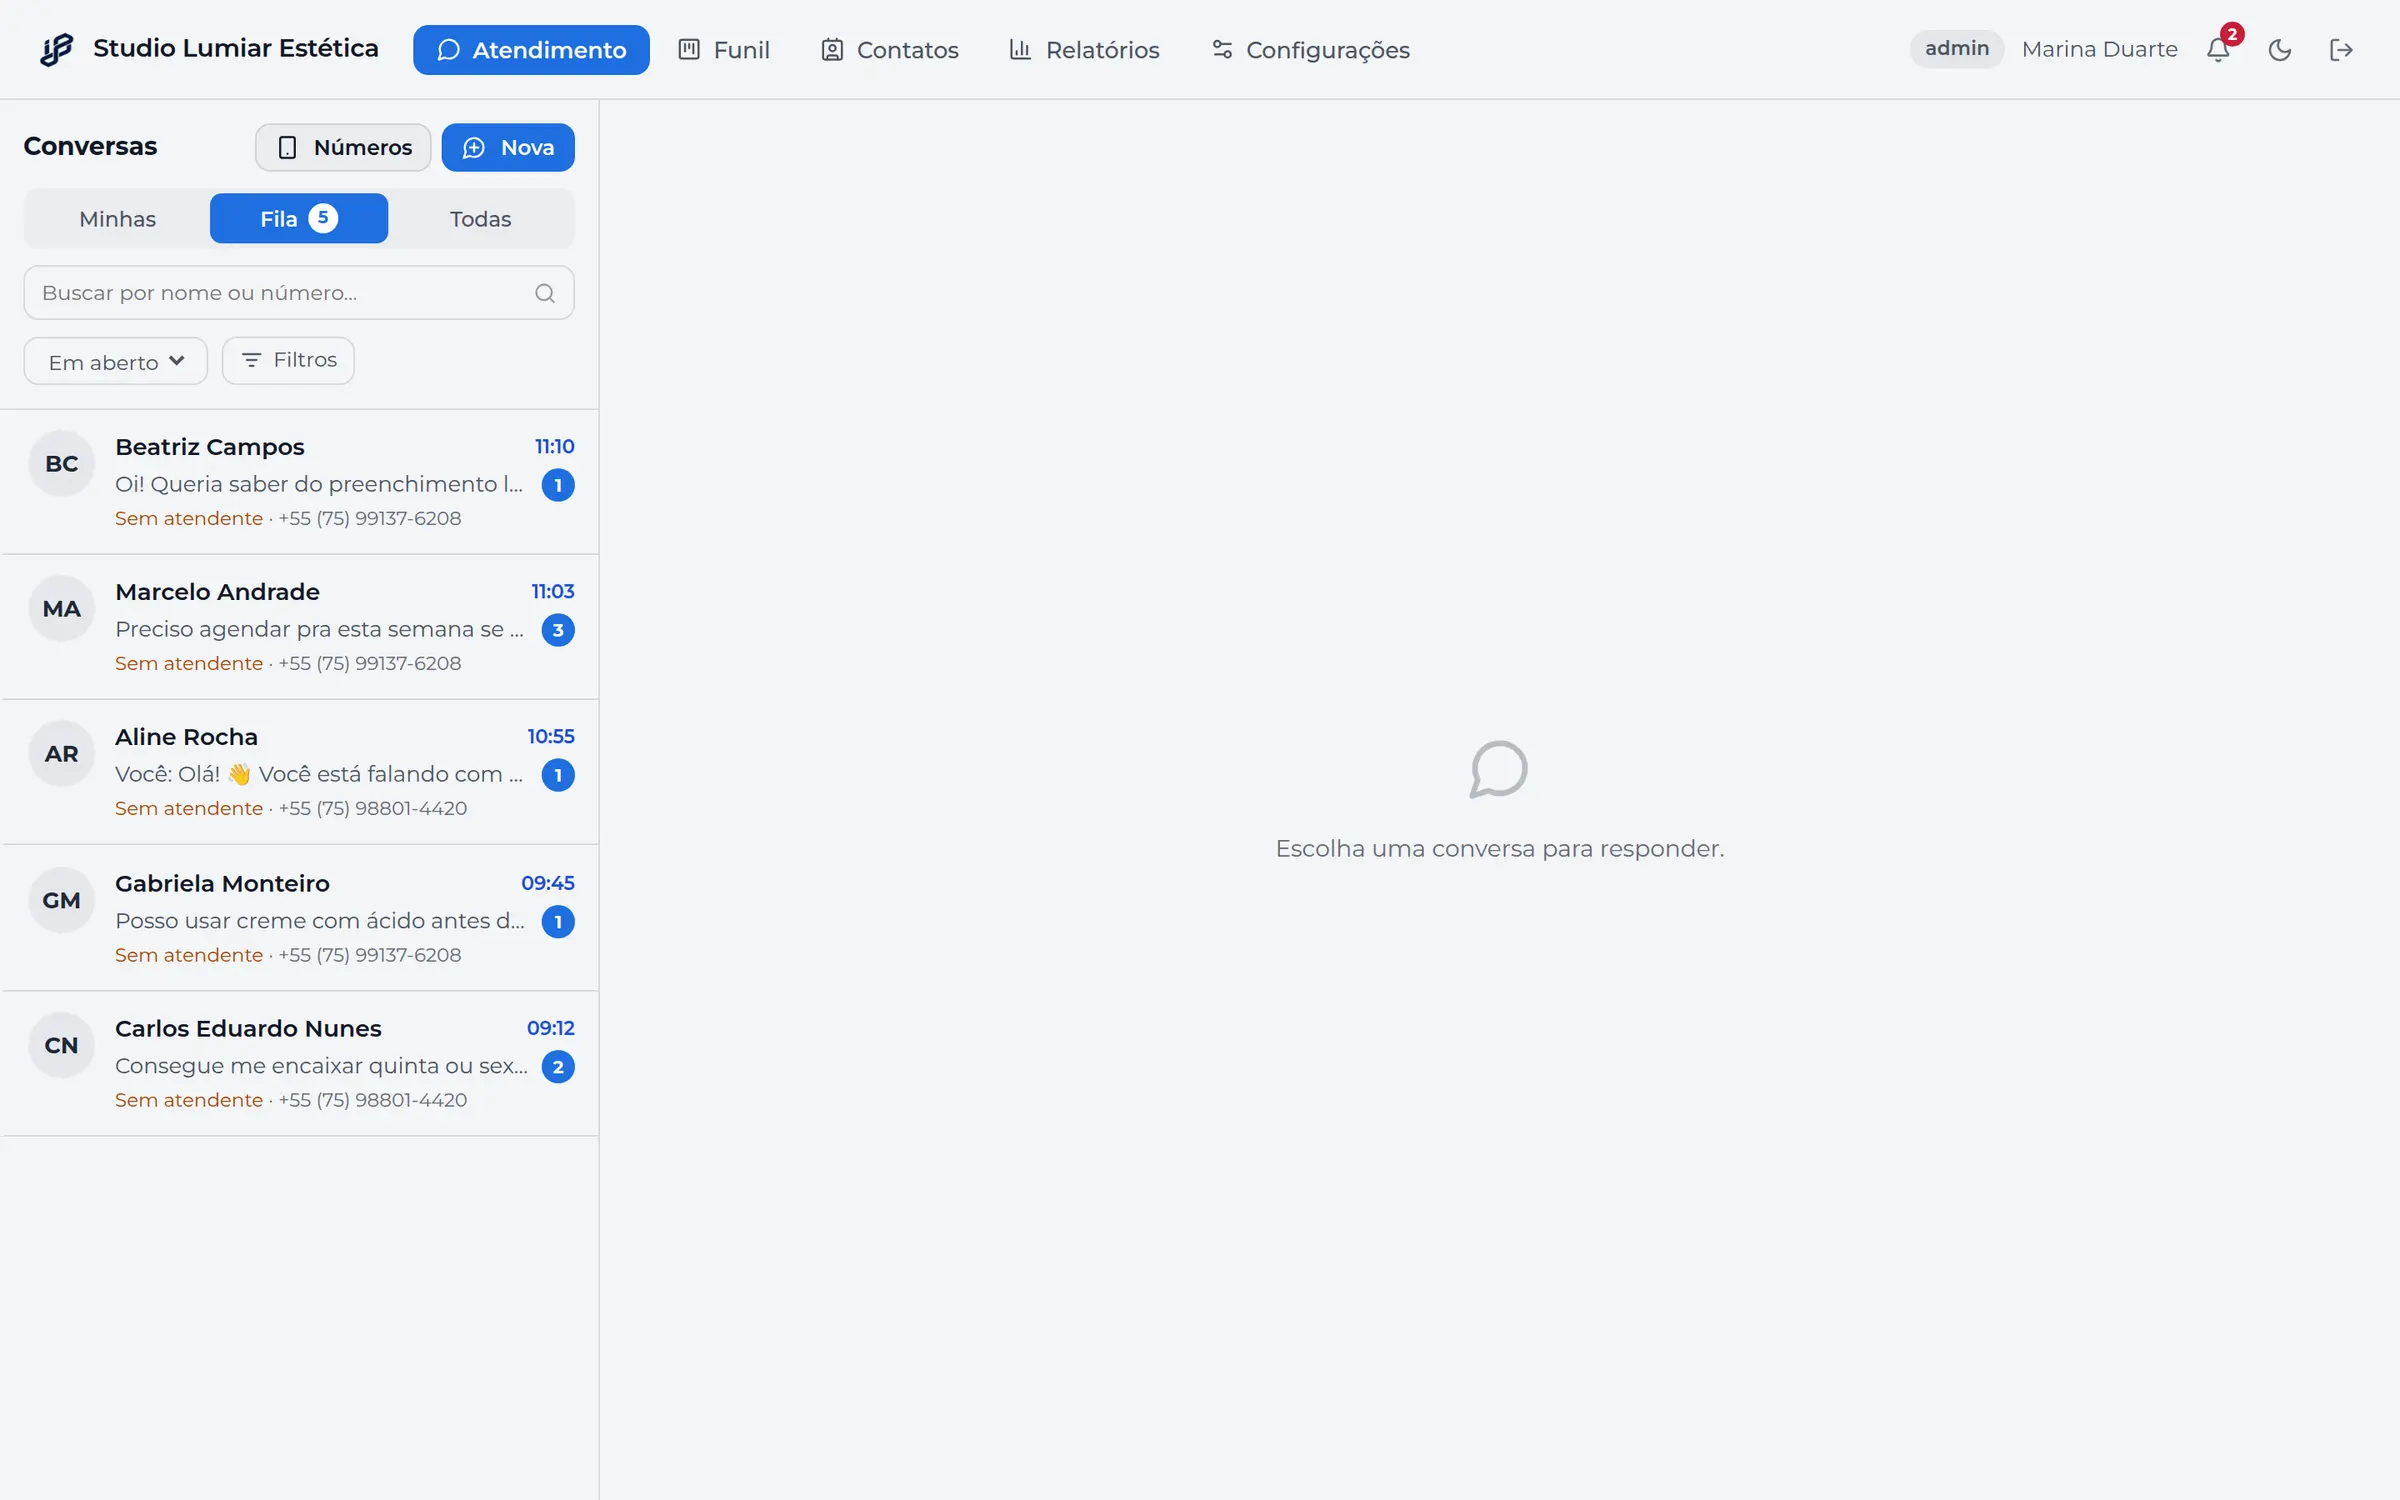 Studio Lumiar Estética
Atendimento
Funil
Contatos
Relatórios
Configurações
admin
Marina Duarte
2
Conversas
Números
Nova
Minhas
Fila 5
Todas
Buscar por nome ou número...
Em aberto
Filtros
BC
Beatriz Campos
11:10
Oi! Queria saber do preenchimento l...
1
Sem atendente · +55 (75) 99137-6208
MA
Marcelo Andrade
11:03
Preciso agendar pra esta semana se ...
3
Sem atendente · +55 (75) 99137-6208
AR
Aline Rocha
10:55
Você: Olá! 👋 Você está falando com ...
1
Sem atendente · +55 (75) 98801-4420
GM
Gabriela Monteiro
09:45
Posso usar creme com ácido antes d...
1
Sem atendente · +55 (75) 99137-6208
CN
Carlos Eduardo Nunes
09:12
Consegue me encaixar quinta ou sex...
2
Sem atendente · +55 (75) 98801-4420
Escolha uma conversa para responder.